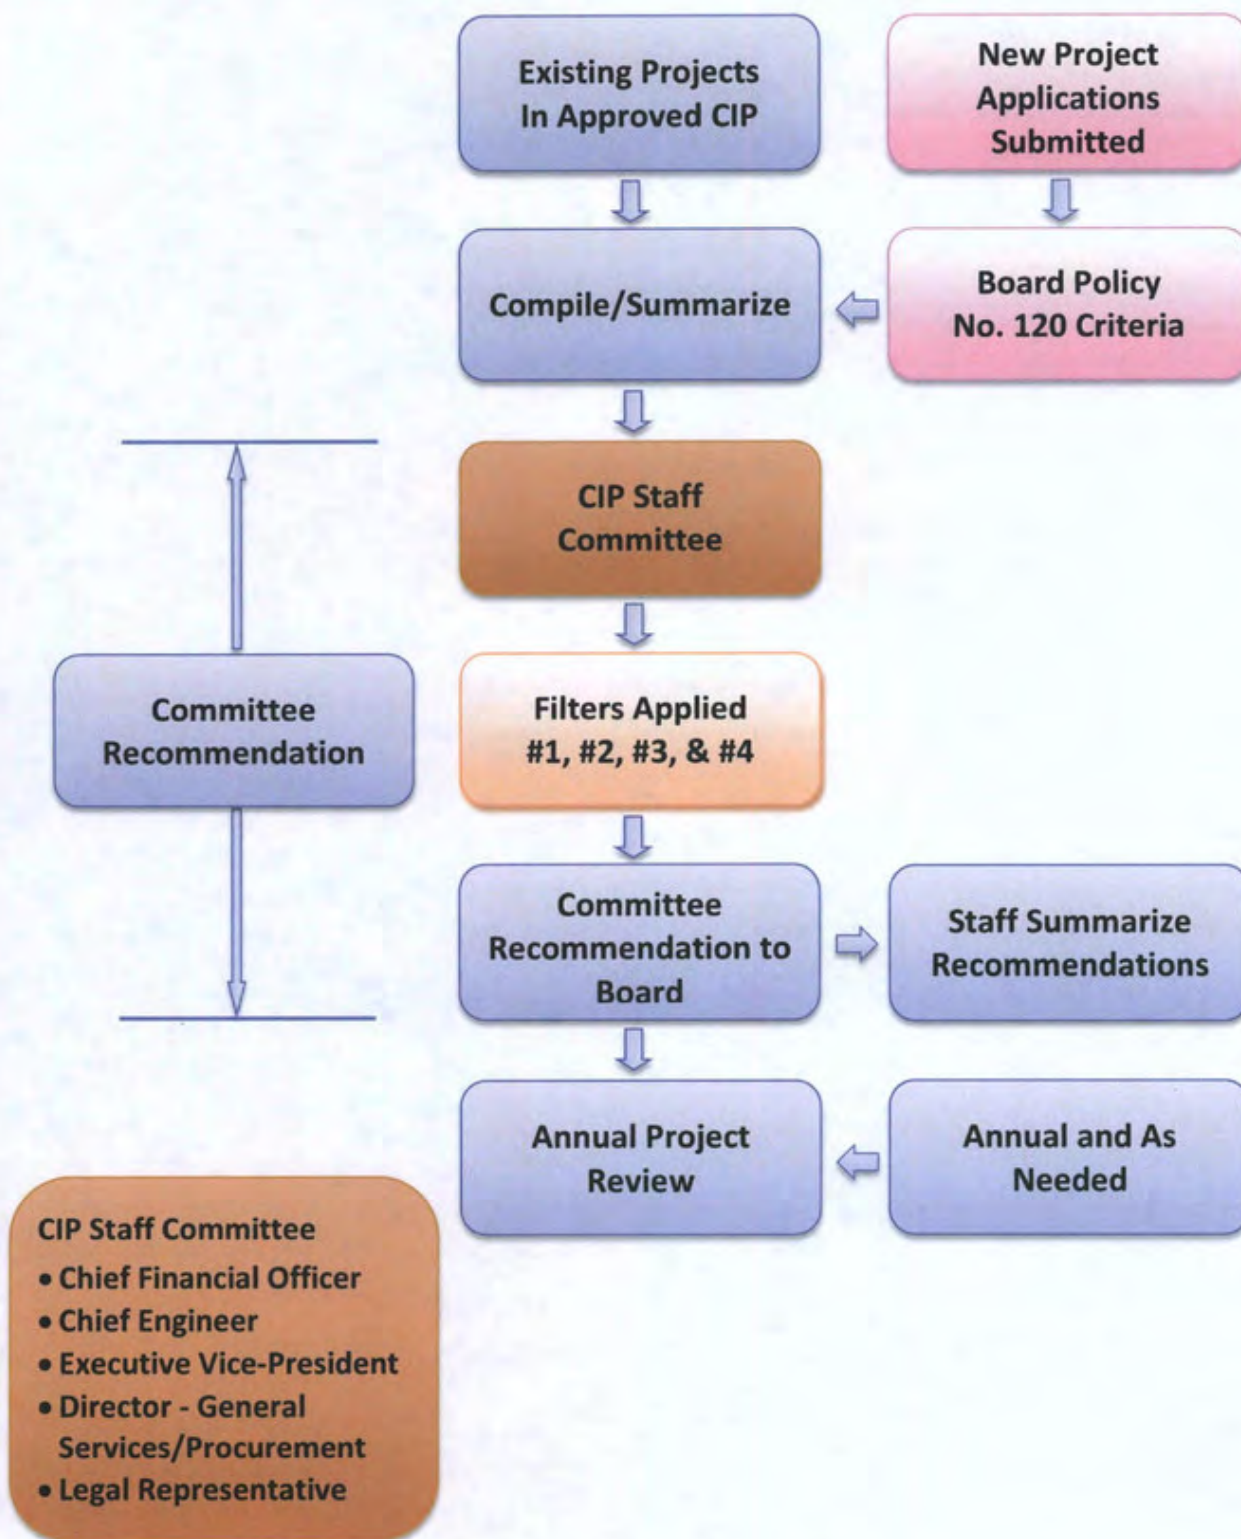 Existing Projects
In Approved CIP
New Project
Applications
Submitted
Compile/Summarize
Board Policy
No. 120 Criteria
CIP Staff
Committee
Committee
Recommendation
Filters Applied
#1, #2, #3, & #4
Committee
Recommendation to
Board
Staff Summarize
Recommendations
Annual Project
Review
Annual and As
Needed
CIP Staff Committee
• Chief Financial Officer
• Chief Engineer
• Executive Vice-President
• Director - General
Services/Procurement
• Legal Representative